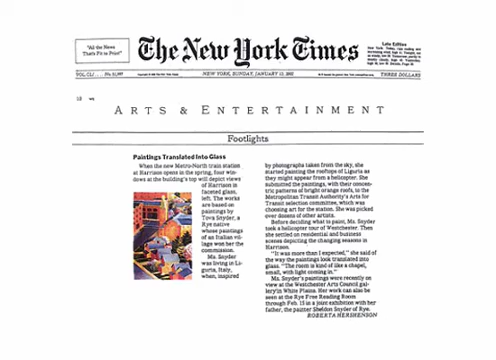 "All the News
That's Fit to Print"
The New York Times
Late Edition
VOL. CLI
NEW YORK, SUNDAY, JANUARY 13, 2002
THREE DOLLARS
ARTS & ENTERTAINMENT
Footlights
Paintings Translated Into Glass
When the new Metro-North train station
at Harrison opens in the spring, four win-
dows at the building's top will depict views
of Harrison in
faceted glass,
left. The works
are based on
paintings by
Tova Snyder, a
Rye native
whose paintings
of an Italian vil-
lage won her the
commission.
Ms. Snyder
was living in Li-
guria, Italy,
when, inspired
by photographs taken from the sky, she
started painting the rooftops of Liguria as
they might appear from a helicopter. She
submitted the paintings, with their concen-
tric patterns of bright orange roofs, to the
Metropolitan Transit Authority's Arts for
Transit selection committee, which was
choosing art for the station. She was picked
over dozens of other artists.
Before deciding what to paint, Ms. Snyder
took a helicopter tour of Westchester. Then
she settled on residential and business
scenes depicting the changing seasons in
Harrison.
"It was more than I expected," she said of
the way the paintings look translated into
glass. "The room is kind of like a chapel,
small, with light coming in."
Ms. Snyder's paintings were recently on
view at the Westchester Arts Council gal-
lery in White Plains. Her work can also be
seen at the Rye Free Reading Room
through Feb. 15 in a joint exhibition with her
father, the painter Sheldon Snyder of Rye.
ROBERTA HERSHENSON